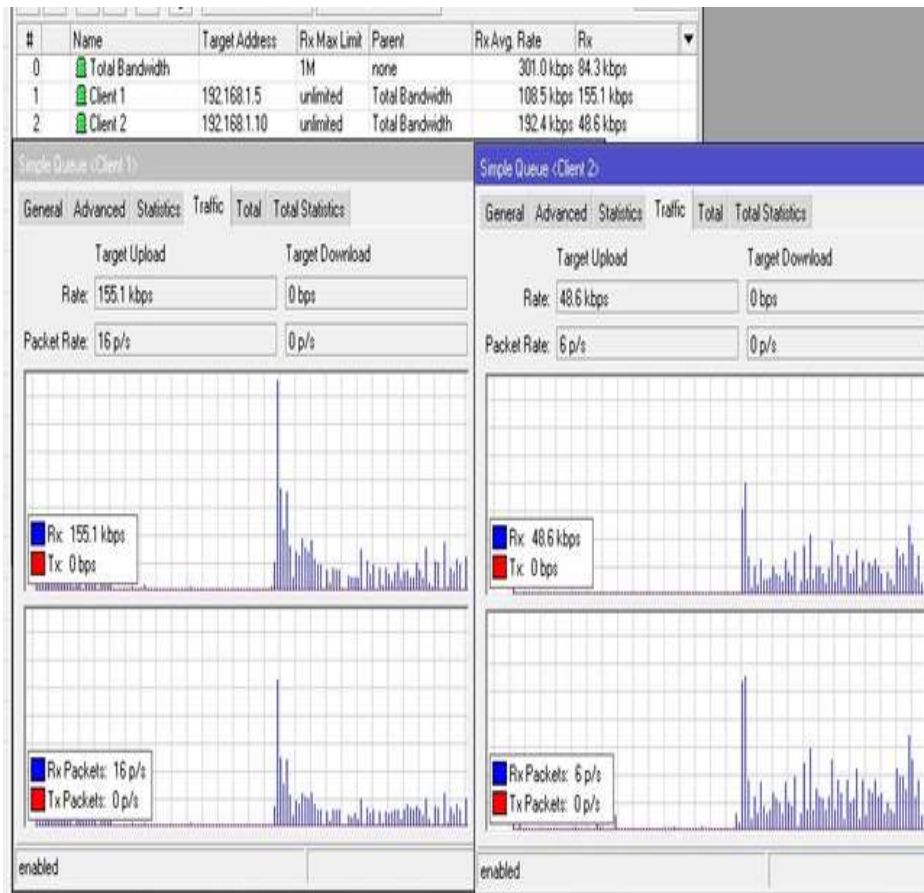 # Name Target Address Rx Max Limit Parent Rx Avg. Rate Rx
0 Total Bandwidth 1M none 301.0 kbps 84.3 kbps
1 Client 1 192.168.1.5 unlimited Total Bandwidth 108.5 kbps 155.1 kbps
2 Client 2 192.168.1.10 unlimited Total Bandwidth 192.4 kbps 48.6 kbps
Simple Queue <Client 1>
General Advanced Statistics Traffic Total Total Statistics
Target Upload Target Download
Rate: 155.1 kbps 0 bps
Packet Rate: 16 p/s 0 p/s
Rx: 155.1 kbps
Tx: 0 bps
Rx Packets: 16 p/s
Tx Packets: 0 p/s
enabled
Simple Queue <Client 2>
General Advanced Statistics Traffic Total Total Statistics
Target Upload Target Download
Rate: 48.6 kbps 0 bps
Packet Rate: 6 p/s 0 p/s
Rx: 48.6 kbps
Tx: 0 bps
Rx Packets: 6 p/s
Tx Packets: 0 p/s
enabled